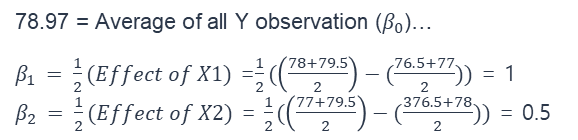 78.97 = Average of all Y observation (β₀)...
β₁ = 1/2 (Effect of X1) = 1/2 ((78+79.5)/2) − (76.5+77)/2)) = 1
β₂ = 1/2 (Effect of X2) = 1/2 ((77+79.5)/2) − (376.5+78)/2)) = 0.5